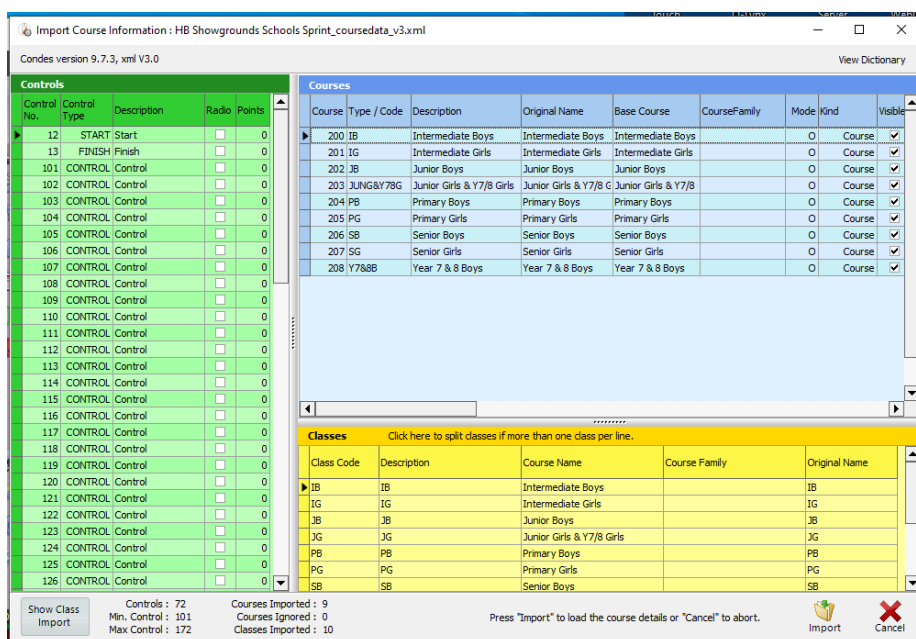 Touch O-Lynx Server Web
Import Course Information : HB Showgrounds Schools Sprint_coursedata_v3.xml
Condes version 9.7.3, xml V3.0 View Dictionary
Controls
Control No. Control Type Description Radio Points
12 START Start 0
13 FINISH Finish 0
101 CONTROL Control 0
102 CONTROL Control 0
103 CONTROL Control 0
104 CONTROL Control 0
105 CONTROL Control 0
106 CONTROL Control 0
107 CONTROL Control 0
108 CONTROL Control 0
109 CONTROL Control 0
110 CONTROL Control 0
111 CONTROL Control 0
112 CONTROL Control 0
113 CONTROL Control 0
114 CONTROL Control 0
115 CONTROL Control 0
116 CONTROL Control 0
117 CONTROL Control 0
118 CONTROL Control 0
119 CONTROL Control 0
120 CONTROL Control 0
121 CONTROL Control 0
122 CONTROL Control 0
123 CONTROL Control 0
124 CONTROL Control 0
125 CONTROL Control 0
126 CONTROL Control 0
Courses
Course Type / Code Description Original Name Base Course CourseFamily Mode Kind Visible
200 IB Intermediate Boys Intermediate Boys Intermediate Boys O Course
201 IG Intermediate Girls Intermediate Girls Intermediate Girls O Course
202 JB Junior Boys Junior Boys Junior Boys O Course
203 JUNG&Y78G Junior Girls & Y7/8 Girls Junior Girls & Y7/8 G Junior Girls & Y7/8 O Course
204 PB Primary Boys Primary Boys Primary Boys O Course
205 PG Primary Girls Primary Girls Primary Girls O Course
206 SB Senior Boys Senior Boys Senior Boys O Course
207 SG Senior Girls Senior Girls Senior Girls O Course
208 Y7&8B Year 7 & 8 Boys Year 7 & 8 Boys Year 7 & 8 Boys O Course
Classes Click here to split classes if more than one class per line.
Class Code Description Course Name Course Family Original Name
IB IB Intermediate Boys IB
IG IG Intermediate Girls IG
JB JB Junior Boys JB
JG JG Junior Girls & Y7/8 Girls JG
PB PB Primary Boys PB
PG PG Primary Girls PG
SB SB Senior Boys SB
Show Class Import
Controls : 72
Min. Control : 101
Max Control : 172
Courses Imported : 9
Courses Ignored : 0
Classes Imported : 10
Press "Import" to load the course details or "Cancel" to abort.
Import
Cancel